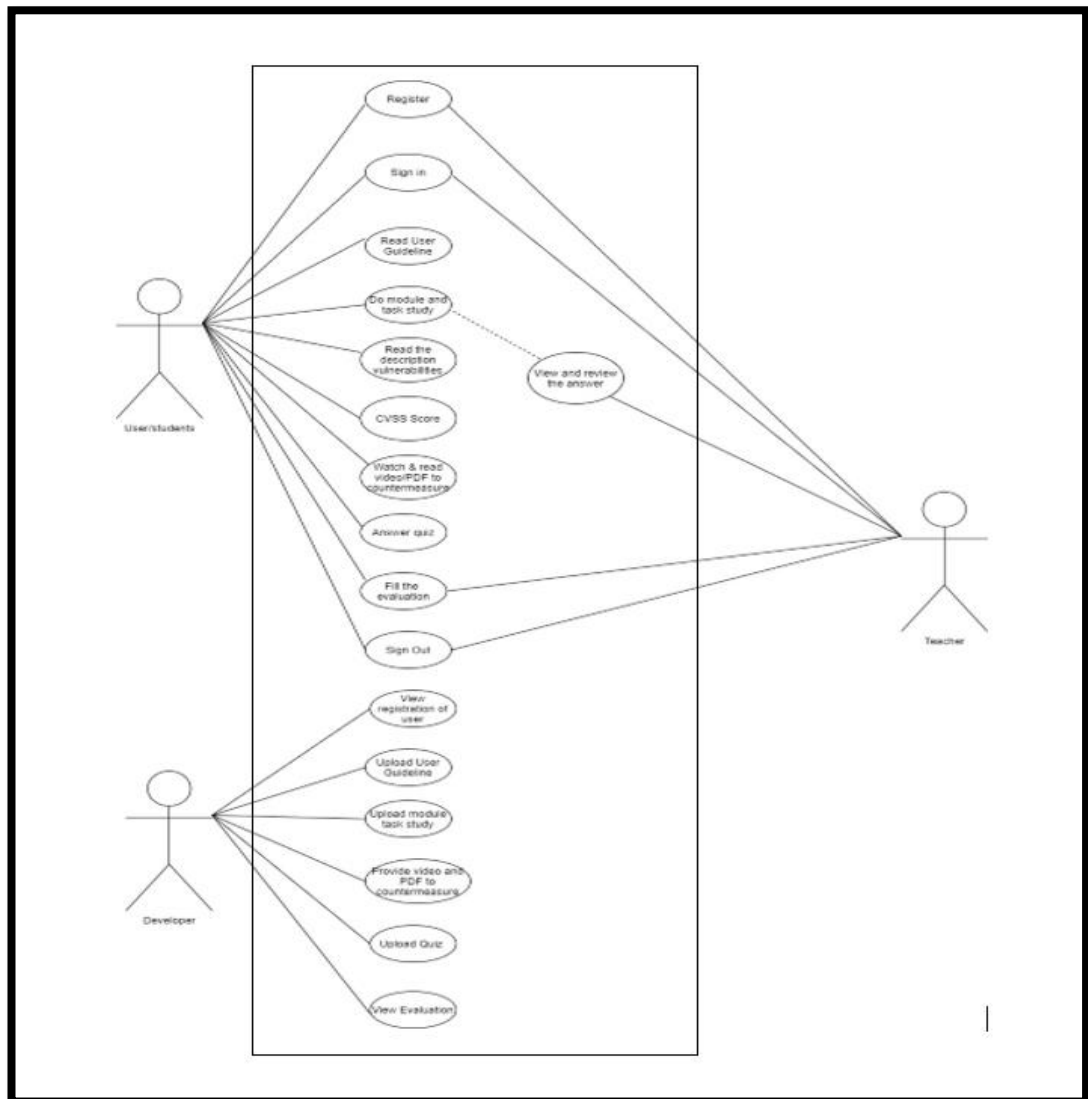 Register
Sign in
Read User
Guideline
Do module and
task study
Read the
description
vulnerabilities
View and review
the answer
CVSS Score
User/students
Watch & read
video/PDF to
countermeasure
Answer quiz
Fill the
evaluation
Sign Out
Teacher
View
registration of
user
Upload User
Guideline
Upload module
task study
Provide video and
PDF to
countermeasure
Developer
Upload Quiz
View Evaluation